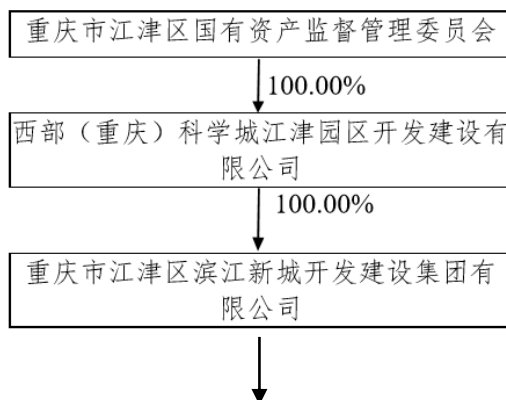 重庆市江津区国有资产监督管理委员会
100.00%
西部（重庆）科学城江津园区开发建设有
限公司
100.00%
重庆市江津区滨江新城开发建设集团有
限公司